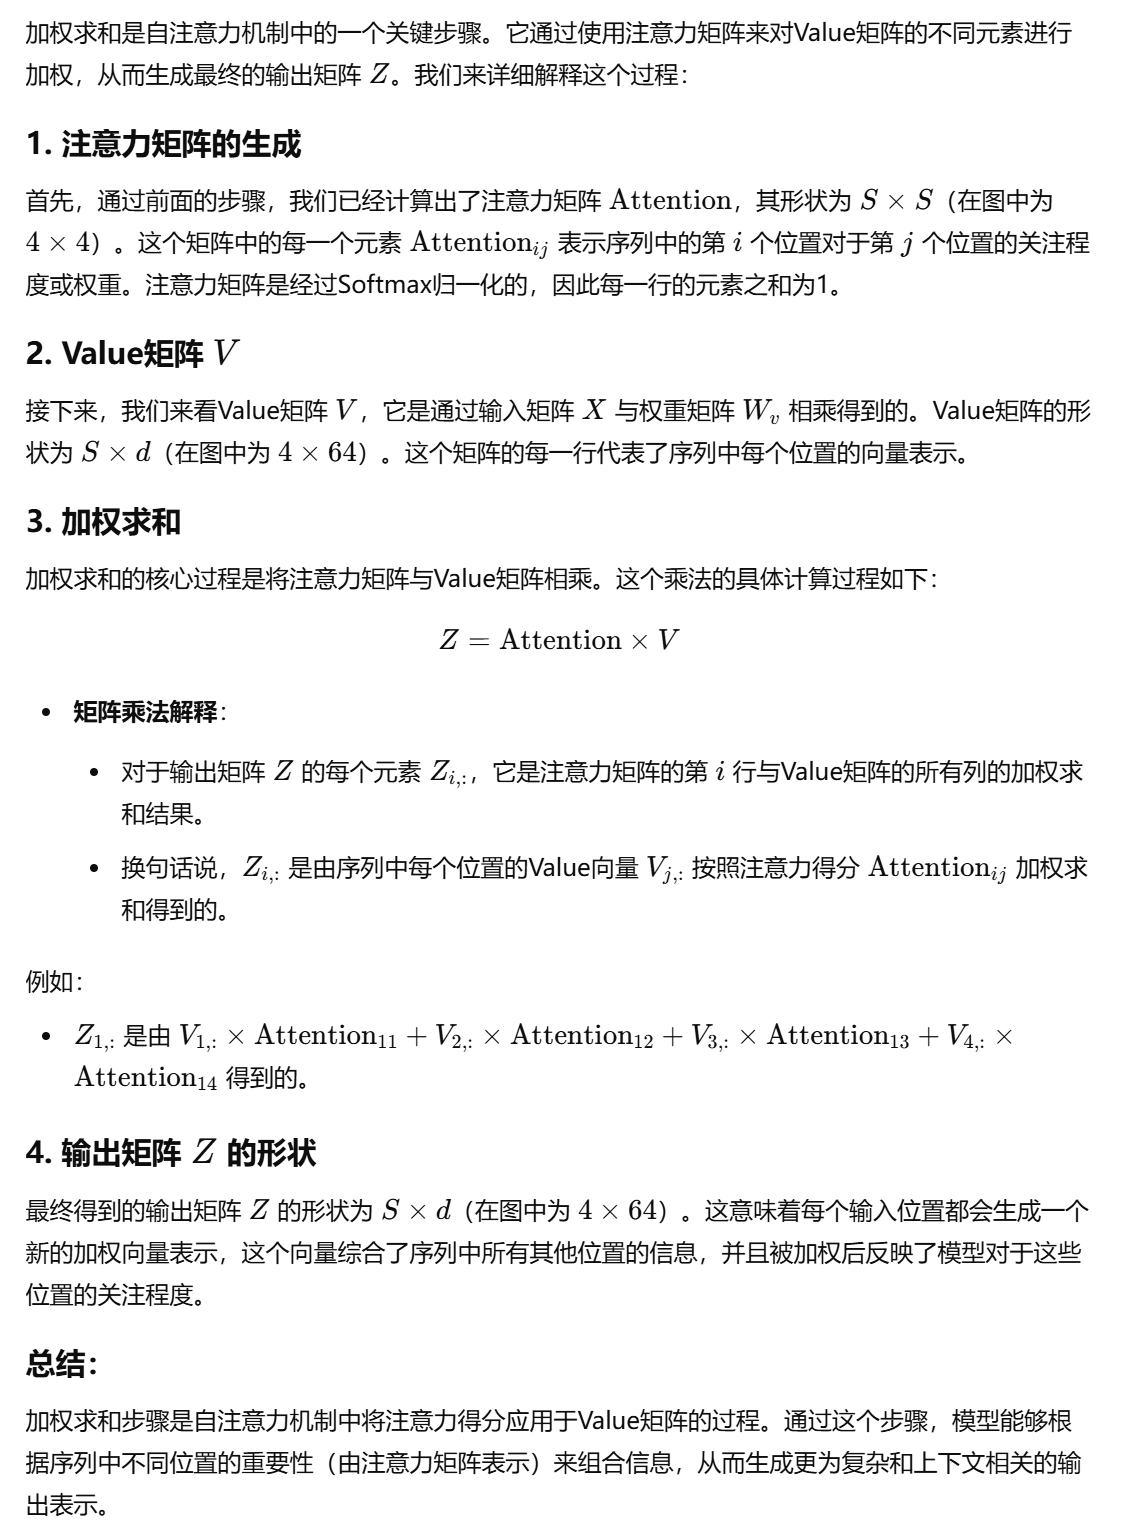 加权求和是自注意力机制中的一个关键步骤。它通过使用注意力矩阵来对Value矩阵的不同元素进行
加权，从而生成最终的输出矩阵 Z。我们来详细解释这个过程：
1. 注意力矩阵的生成
首先，通过前面的步骤，我们已经计算出了注意力矩阵 Attention，其形状为 S × S（在图中为
4 × 4）。这个矩阵中的每一个元素 Attention_{ij} 表示序列中的第 i 个位置对于第 j 个位置的关注程
度或权重。注意力矩阵是经过Softmax归一化的，因此每一行的元素之和为1。
2. Value矩阵 V
接下来，我们来看Value矩阵 V，它是通过输入矩阵 X 与权重矩阵 W_v 相乘得到的。Value矩阵的形
状为 S × d（在图中为 4 × 64）。这个矩阵的每一行代表了序列中每个位置的向量表示。
3. 加权求和
加权求和的核心过程是将注意力矩阵与Value矩阵相乘。这个乘法的具体计算过程如下：
Z = Attention × V
• 矩阵乘法解释：
• 对于输出矩阵 Z 的每个元素 Z_{i,:}，它是注意力矩阵的第 i 行与Value矩阵的所有列的加权求
和结果。
• 换句话说，Z_{i,:} 是由序列中每个位置的Value向量 V_{j,:} 按照注意力得分 Attention_{ij} 加权求
和得到的。
例如：
• Z_{1,:} 是由 V_{1,:} × Attention_{11} + V_{2,:} × Attention_{12} + V_{3,:} × Attention_{13} + V_{4,:} ×
Attention_{14} 得到的。
4. 输出矩阵 Z 的形状
最终得到的输出矩阵 Z 的形状为 S × d（在图中为 4 × 64）。这意味着每个输入位置都会生成一个
新的加权向量表示，这个向量综合了序列中所有其他位置的信息，并且被加权后反映了模型对于这些
位置的关注程度。
总结：
加权求和步骤是自注意力机制中将注意力得分应用于Value矩阵的过程。通过这个步骤，模型能够根
据序列中不同位置的重要性（由注意力矩阵表示）来组合信息，从而生成更为复杂和上下文相关的输
出表示。